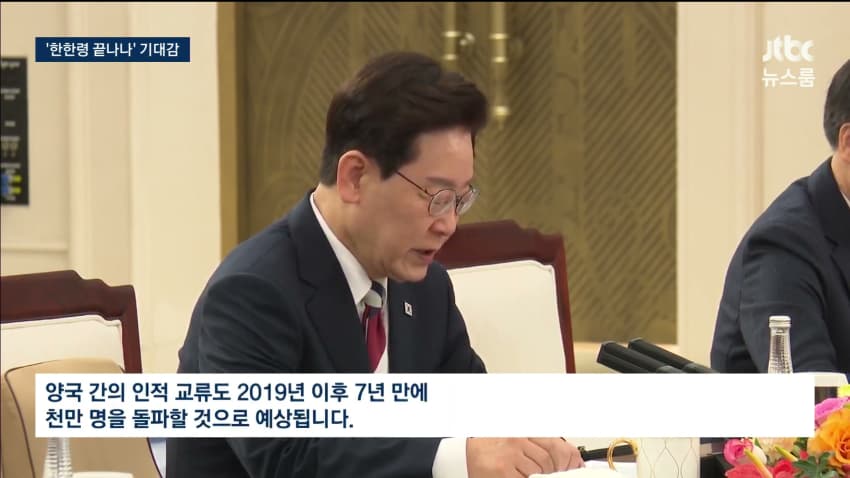 '한한령 끝나나' 기대감
jtbc
뉴스룸
양국 간의 인적 교류도 2019년 이후 7년 만에
천만 명을 돌파할 것으로 예상됩니다.